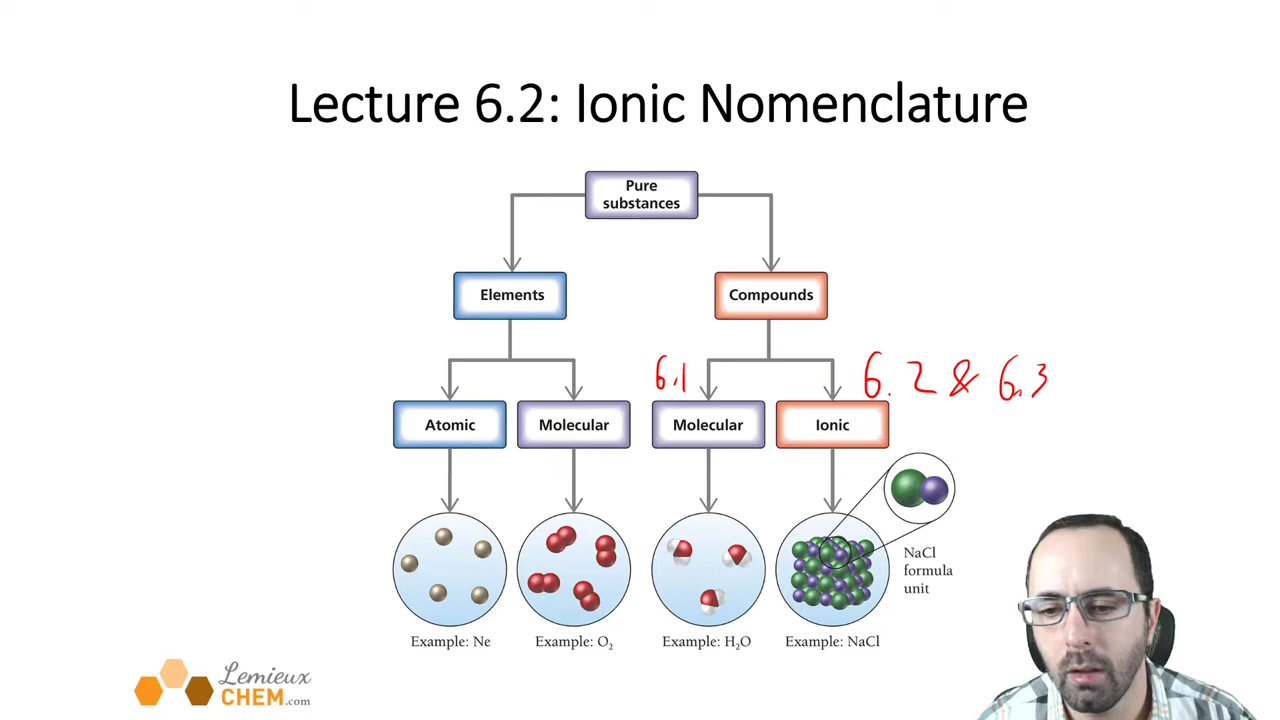 Lecture 6.2: Ionic Nomenclature
Pure
substances
Elements
Compounds
6.1
6.2 & 6.3
Atomic
Molecular
Molecular
Ionic
NaCl
formula
unit
Example: Ne
Example: O₂
Example: H₂O
Example: NaCl
Lemieux
CHEM.com